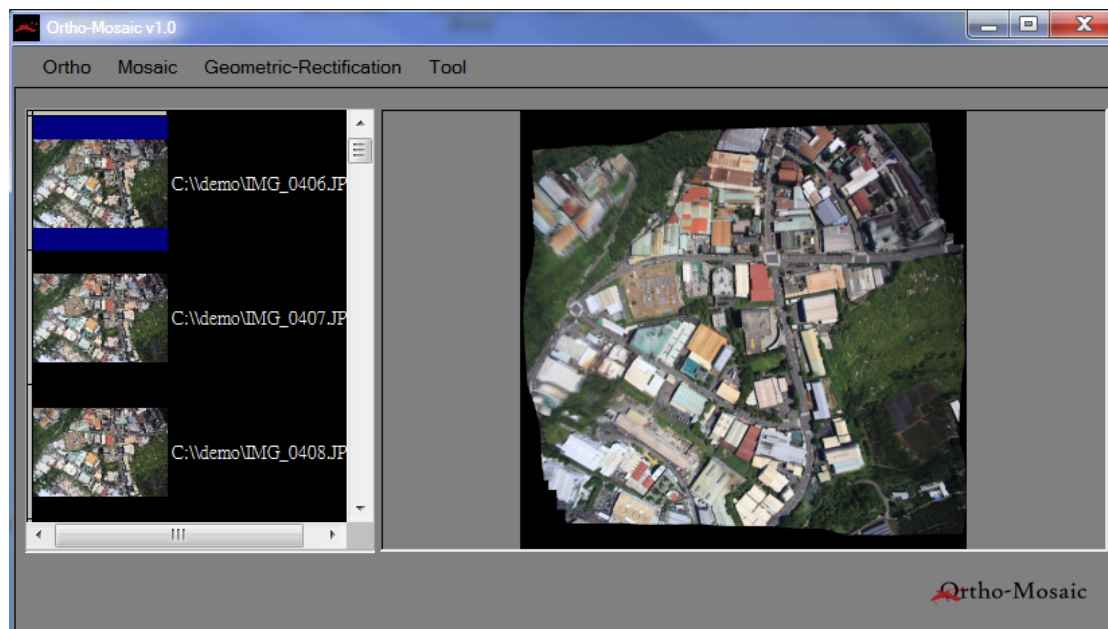 Ortho-Mosaic v1.0
Ortho Mosaic Geometric-Rectification Tool
C:\\demo\IMG_0406.JP
C:\\demo\IMG_0407.JP
C:\\demo\IMG_0408.JP
Ortho-Mosaic